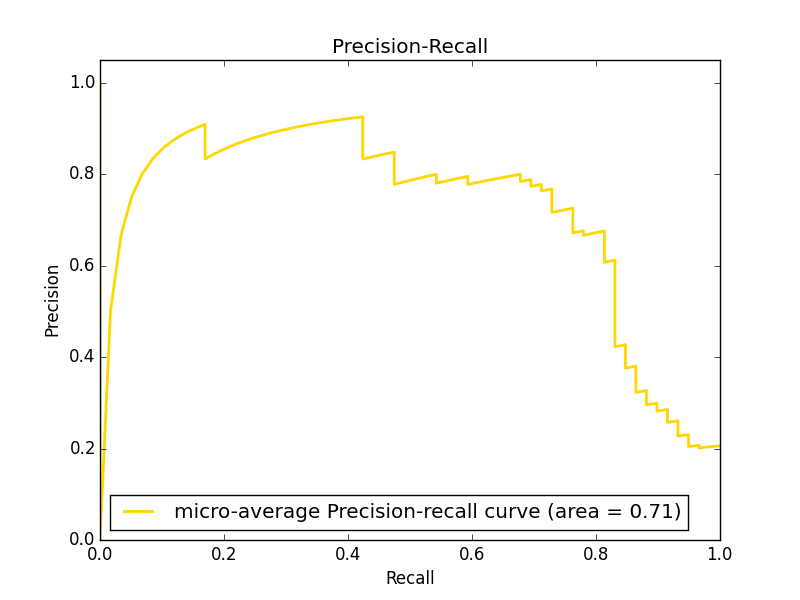 Precision-Recall
1.0
0.8
0.6
0.4
0.2
0.0
Precision
micro-average Precision-recall curve (area = 0.71)
0.0 0.2 0.4 0.6 0.8 1.0
Recall